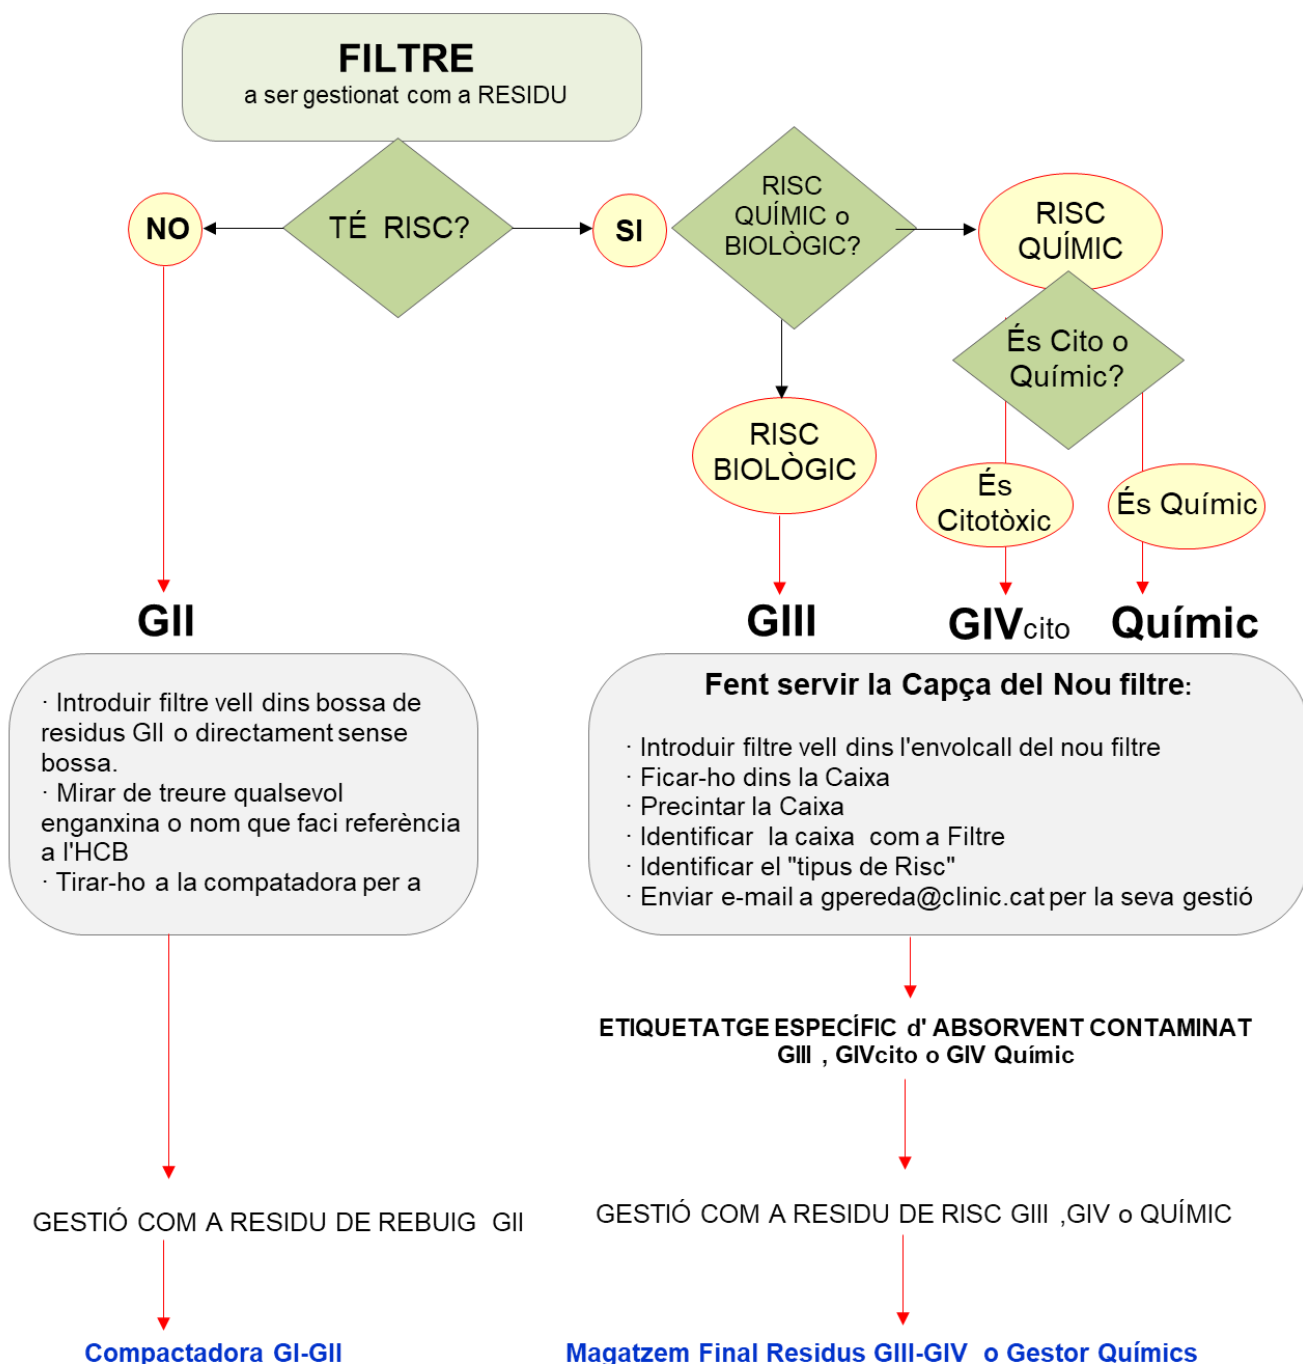 FILTRE
a ser gestionat com a RESIDU
TÉ RISC?
NO
SI
RISC
QUÍMIC o
BIOLÒGIC?
RISC
QUÍMIC
És Cito o
Químic?
RISC
BIOLÒGIC
És
Citotòxic
És Químic
GII
GIII
GIVcito
Químic
· Introduir filtre vell dins bossa de
residus GII o directament sense
bossa.
· Mirar de treure qualsevol
enganxina o nom que faci referència
a l'HCB
· Tirar-ho a la compatadora per a
Fent servir la Capça del Nou filtre:
· Introduir filtre vell dins l'envolcall del nou filtre
· Ficar-ho dins la Caixa
· Precintar la Caixa
· Identificar la caixa com a Filtre
· Identificar el "tipus de Risc"
· Enviar e-mail a gpereda@clinic.cat per la seva gestió
ETIQUETATGE ESPECÍFIC d' ABSORVENT CONTAMINAT
GIII , GIVcito o GIV Químic
GESTIÓ COM A RESIDU DE REBUIG GII
GESTIÓ COM A RESIDU DE RISC GIII ,GIV o QUÍMIC
Compactadora GI-GII
Magatzem Final Residus GIII-GIV o Gestor Químics